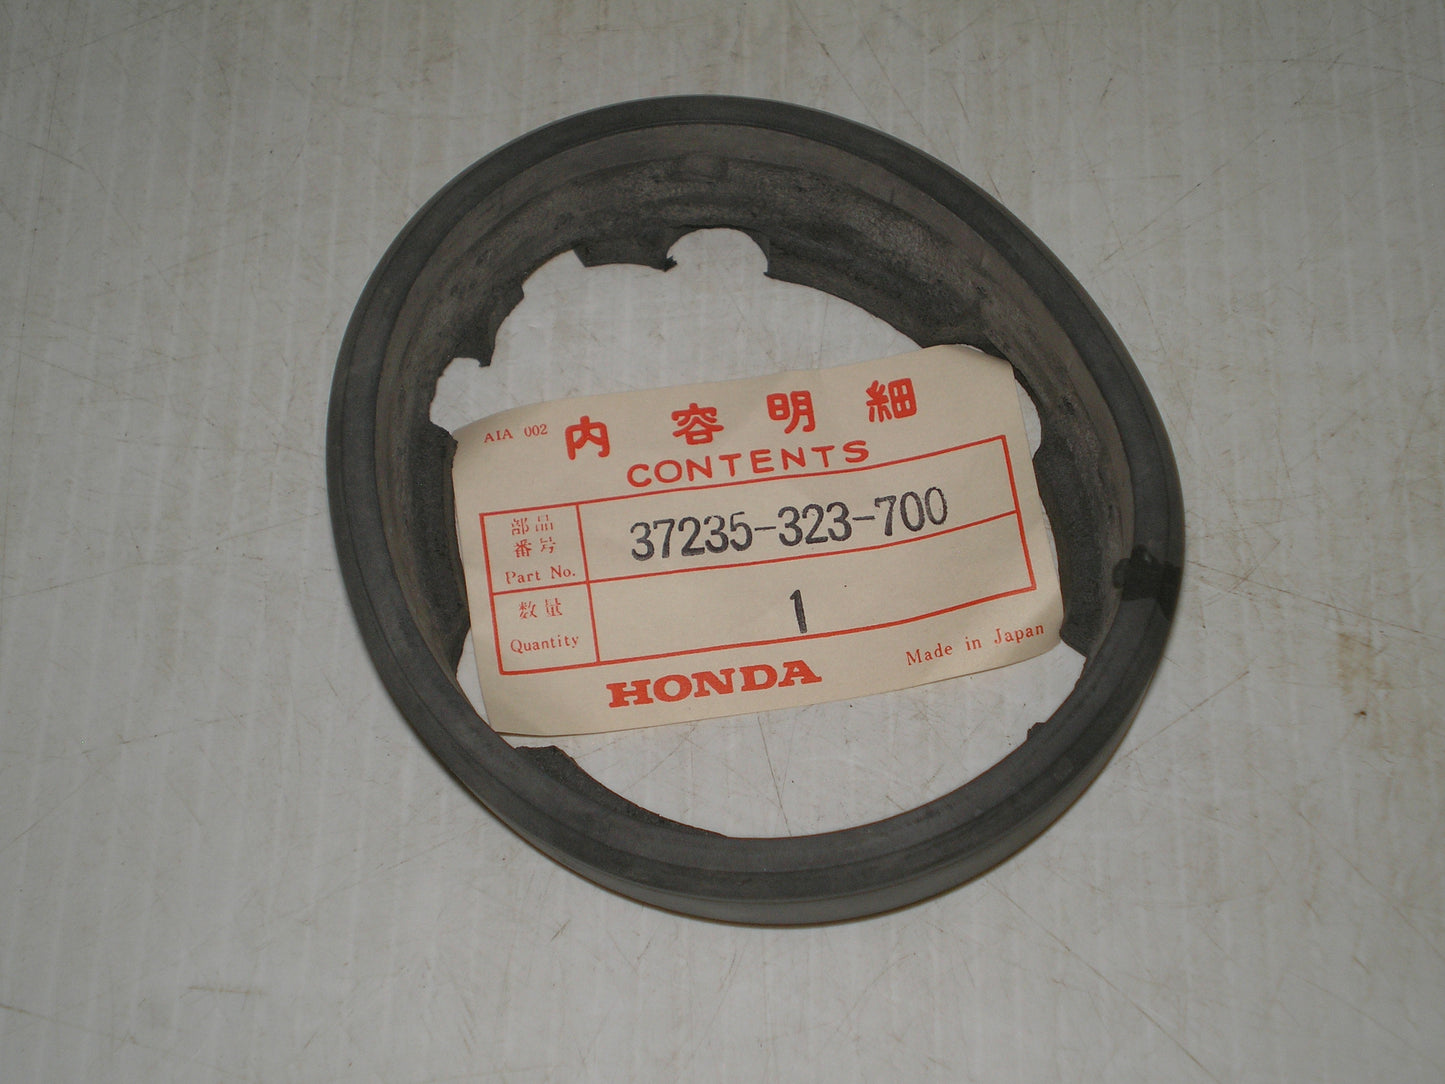 AIA 002
内容明細
CONTENTS
部品
番号
Part No.
37235-323-700
数量
Quantity
1
HONDA
Made in Japan